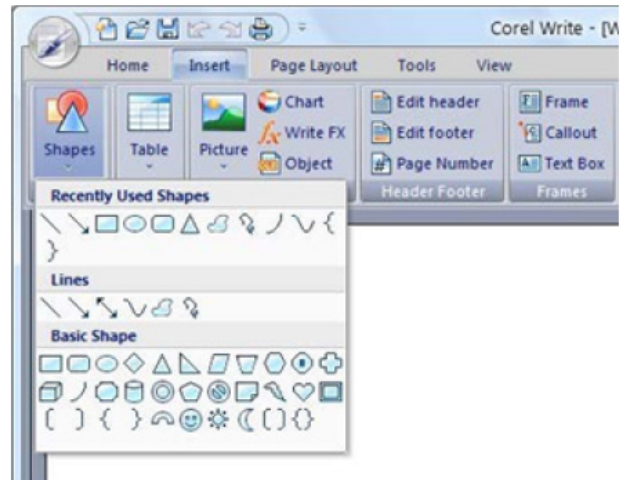 Corel Write - [W
Home Insert Page Layout Tools View
Shapes
Table
Picture
Chart
Write FX
Object
Edit header
Edit footer
Page Number
Header Footer
Frame
Callout
Text Box
Frames
Recently Used Shapes
Lines
Basic Shape